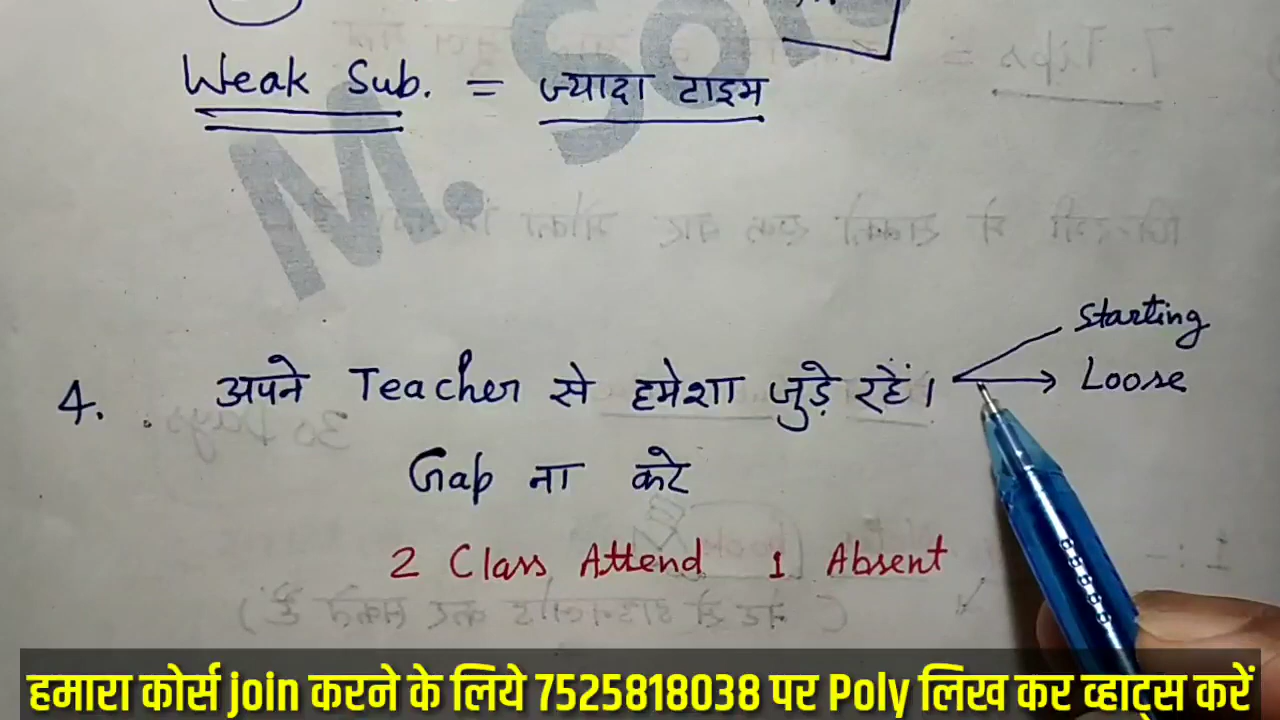 Weak Sub. = ज्यादा टाइम
M. Sol
4. अपने Teacher से हमेशा जुड़े रहें। Starting
Loose
Gap ना करे
2 Class Attend 1 Absent
हमारा कोर्स join करने के लिये 7525818038 पर Poly लिख कर व्हाट्स करें